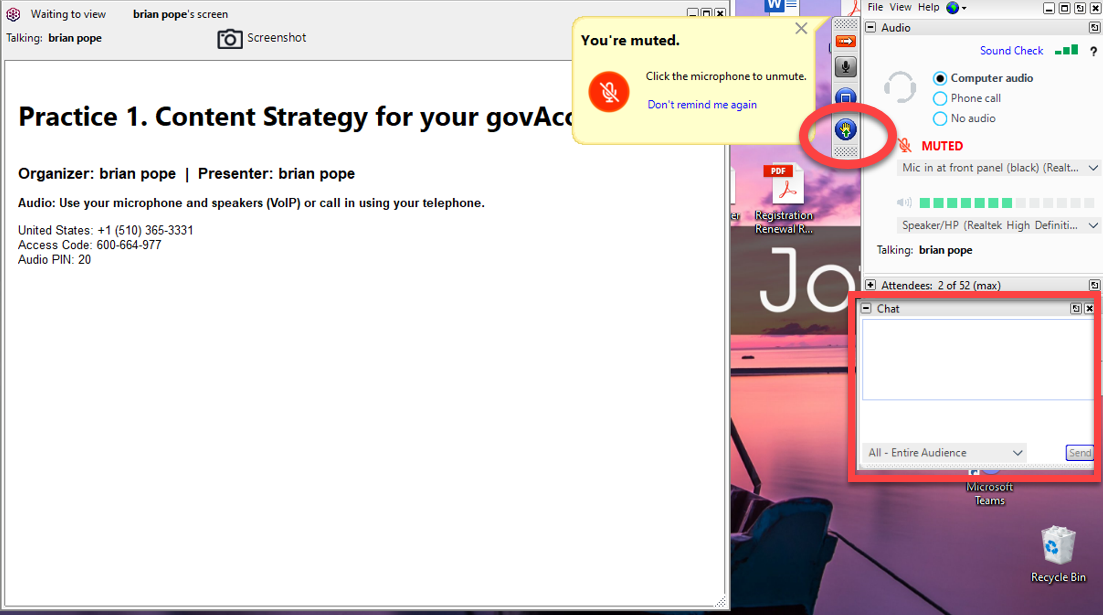 Waiting to view
brian pope's screen
Talking: brian pope
Screenshot
Practice 1. Content Strategy for your govAcc
Organizer: brian pope | Presenter: brian pope
Audio: Use your microphone and speakers (VoIP) or call in using your telephone.
United States: +1 (510) 365-3331
Access Code: 600-664-977
Audio PIN: 20
You're muted.
Click the microphone to unmute.
Don't remind me again
W
PDF
er
Registration
Renewal R...
Jo
File View Help
Audio
Sound Check
?
Computer audio
Phone call
No audio
MUTED
Mic in at front panel (black) (Realt...
Speaker/HP (Realtek High Definiti...
Talking: brian pope
Attendees: 2 of 52 (max)
Chat
All - Entire Audience
Send
Microsoft
Teams
Recycle Bin